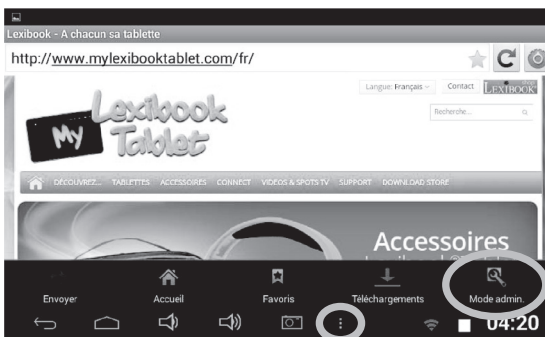 Lexibook - A chacun sa tablette
http://www.mylexibooktablet.com/fr/
Langue: Français
Contact
LEXIBOOK
My Lexibook Tablet
Recherche...
DÉCOUVREZ... TABLETTES ACCESSOIRES CONNECT VIDÉOS & SPOTS TV SUPPORT DOWNLOAD STORE
Accessoires
Envoyer Accueil Favoris Téléchargements Mode admin.
04:20